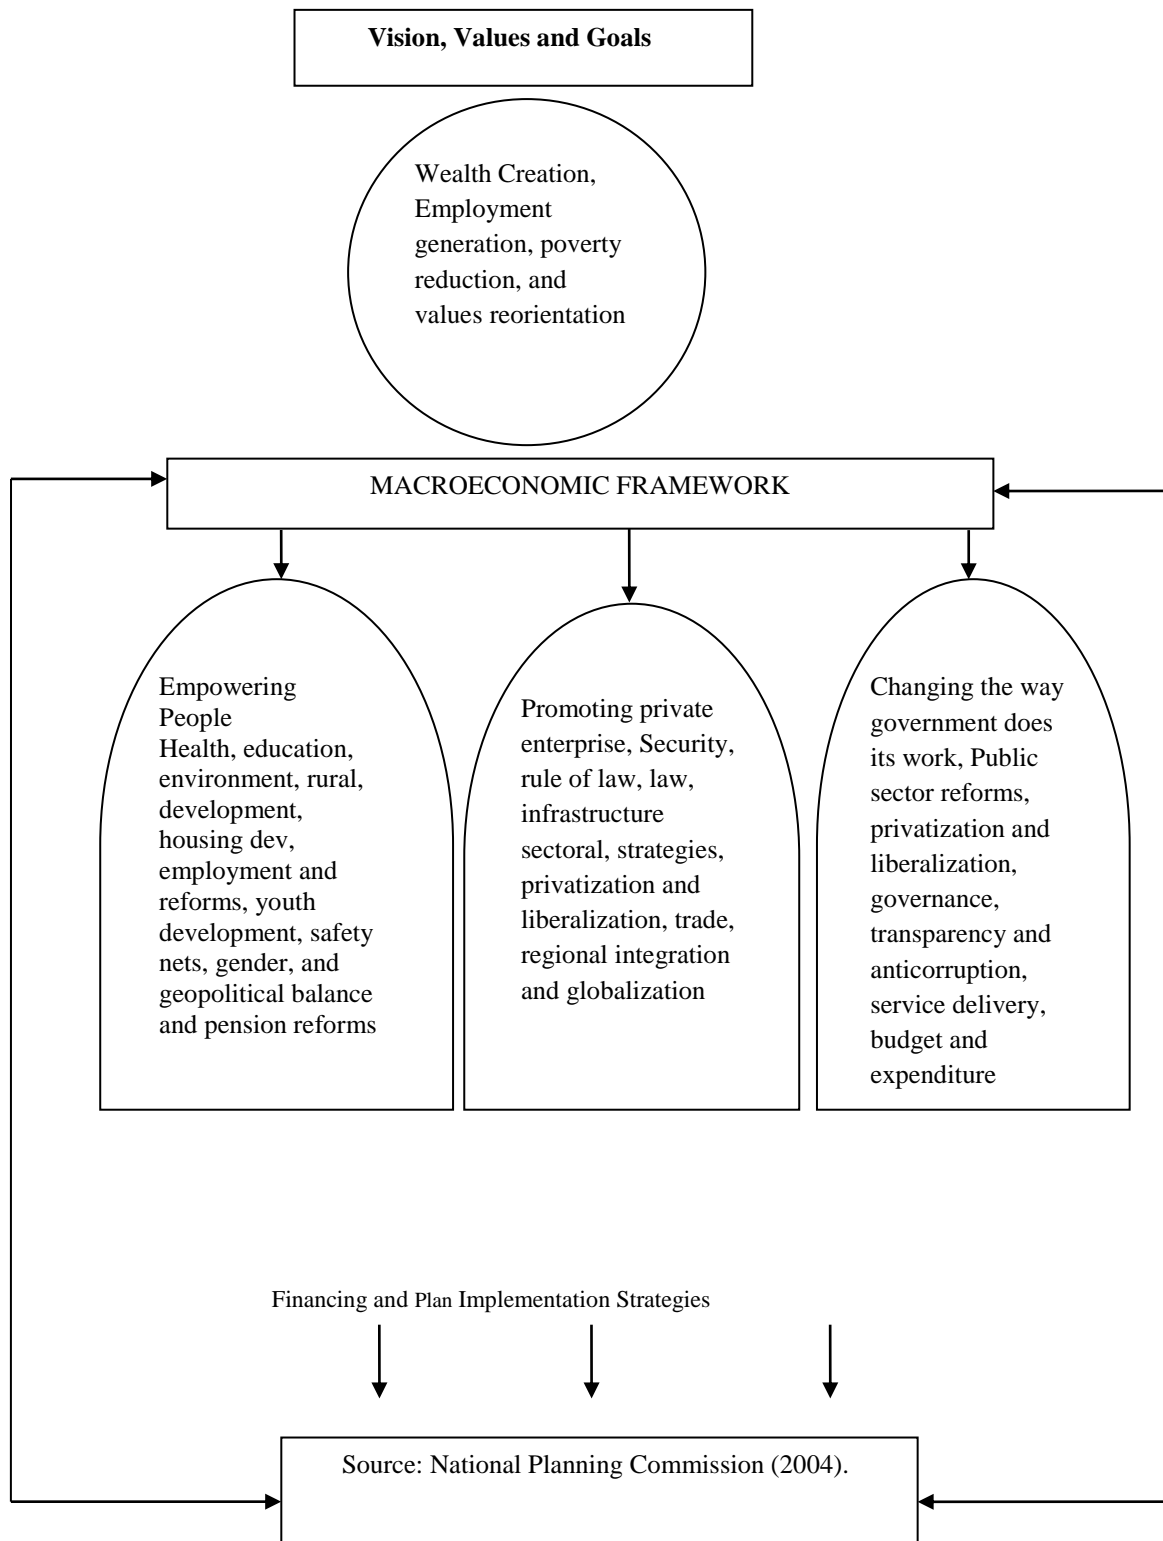 Vision, Values and Goals
Wealth Creation,
Employment
generation, poverty
reduction, and
values reorientation
MACROECONOMIC FRAMEWORK
Empowering
People
Health, education,
environment, rural,
development,
housing dev,
employment and
reforms, youth
development, safety
nets, gender, and
geopolitical balance
and pension reforms
Promoting private
enterprise, Security,
rule of law, law,
infrastructure
sectoral, strategies,
privatization and
liberalization, trade,
regional integration
and globalization
Changing the way
government does
its work, Public
sector reforms,
privatization and
liberalization,
governance,
transparency and
anticorruption,
service delivery,
budget and
expenditure
Financing and Plan Implementation Strategies
Source: National Planning Commission (2004).